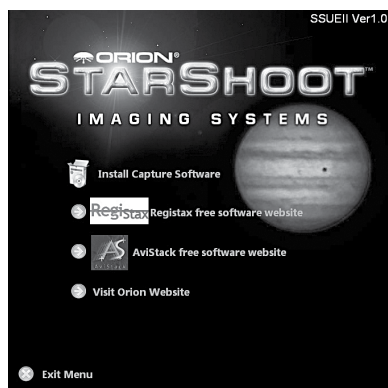 SSUEII Ver1.0
ORION®
STARSHOOT™
IMAGING SYSTEMS
Install Capture Software
RegiStax Registax free software website
AS AviStack AviStack free software website
Visit Orion Website
Exit Menu